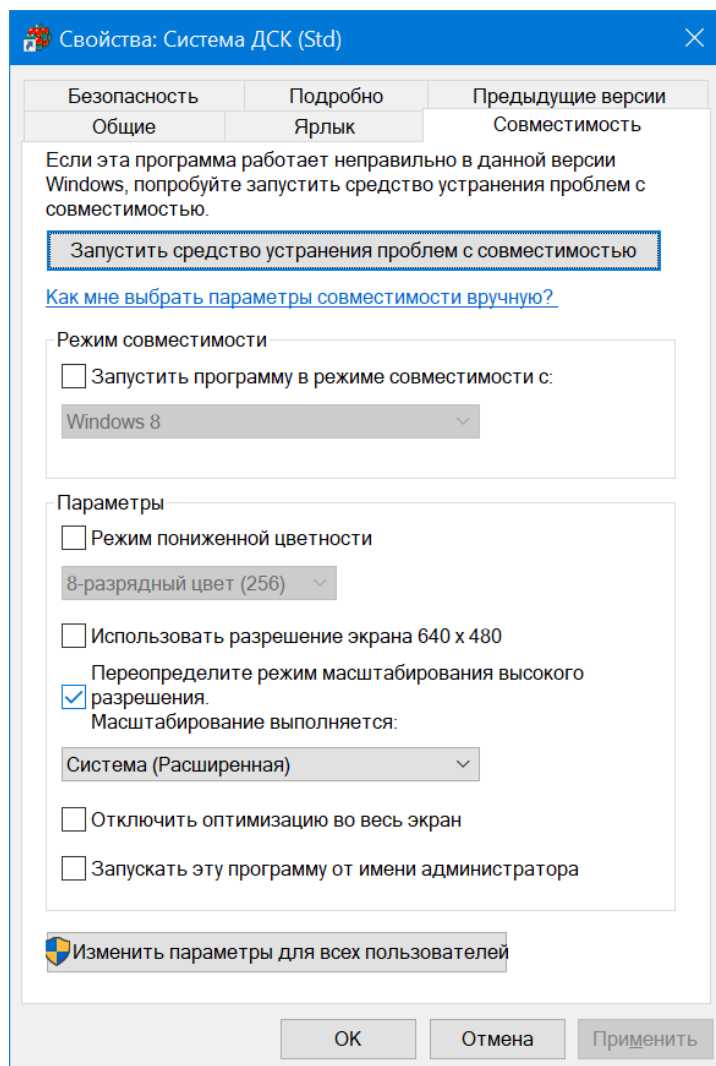 Свойства: Система ДСК (Std)
Безопасность Подробно Предыдущие версии
Общие Ярлык Совместимость
Если эта программа работает неправильно в данной версии
Windows, попробуйте запустить средство устранения проблем с
совместимостью.
Запустить средство устранения проблем с совместимостью
Как мне выбрать параметры совместимости вручную?
Режим совместимости
Запустить программу в режиме совместимости с:
Windows 8
Параметры
Режим пониженной цветности
8-разрядный цвет (256)
Использовать разрешение экрана 640 x 480
Переопределите режим масштабирования высокого
разрешения.
Масштабирование выполняется:
Система (Расширенная)
Отключить оптимизацию во весь экран
Запускать эту программу от имени администратора
Изменить параметры для всех пользователей
ОК Отмена Применить